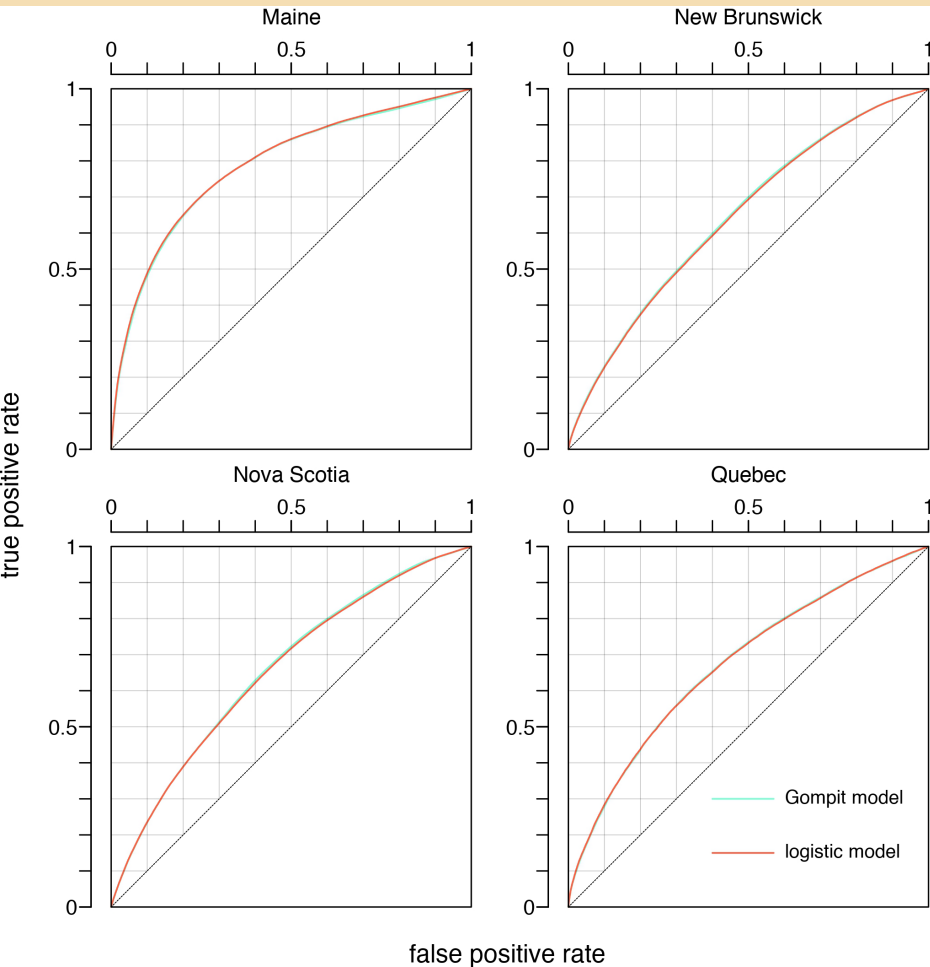 Maine
New Brunswick
0 0.5 1
0 0.5 1
1
0.5
0
1
0.5
0
true positive rate
Nova Scotia
Quebec
0 0.5 1
0 0.5 1
1
0.5
0
1
0.5
0
Gompit model
logistic model
false positive rate